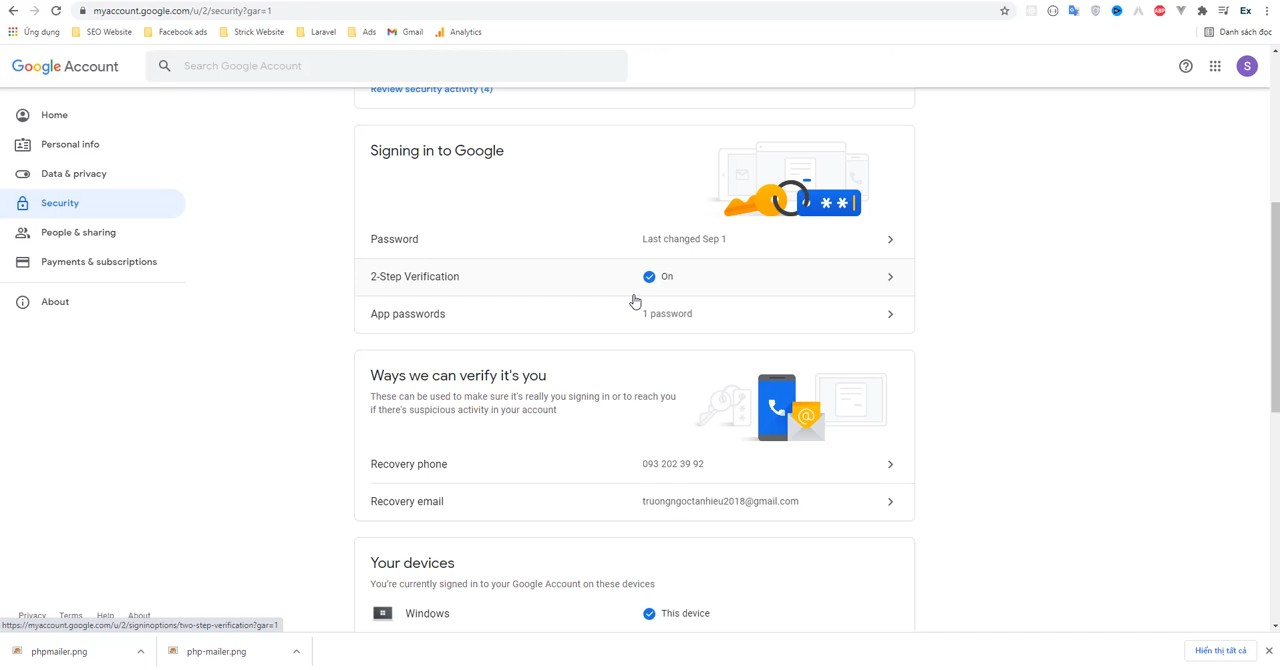 myaccount.google.com/u/2/security?gar=1
ABP
Ex
Ứng dụng
SEO Website
Facebook ads
Strick Website
Laravel
Ads
Gmail
Analytics
Danh sách đọc
Google Account
Search Google Account
S
Review security activity (4)
Home
Personal info
Data & privacy
Security
People & sharing
Payments & subscriptions
About
Signing in to Google
* *
Password
Last changed Sep 1
2-Step Verification
On
App passwords
1 password
Ways we can verify it's you
These can be used to make sure it's really you signing in or to reach you
if there's suspicious activity in your account
@
Recovery phone
093 202 39 92
Recovery email
truongngoctanhieu2018@gmail.com
Your devices
You're currently signed in to your Google Account on these devices
Windows
This device
Privacy
Terms
Help
About
https://myaccount.google.com/u/2/signinoptions/two-step-verification?gar=1
phpmailer.png
php-mailer.png
Hiển thị tất cả